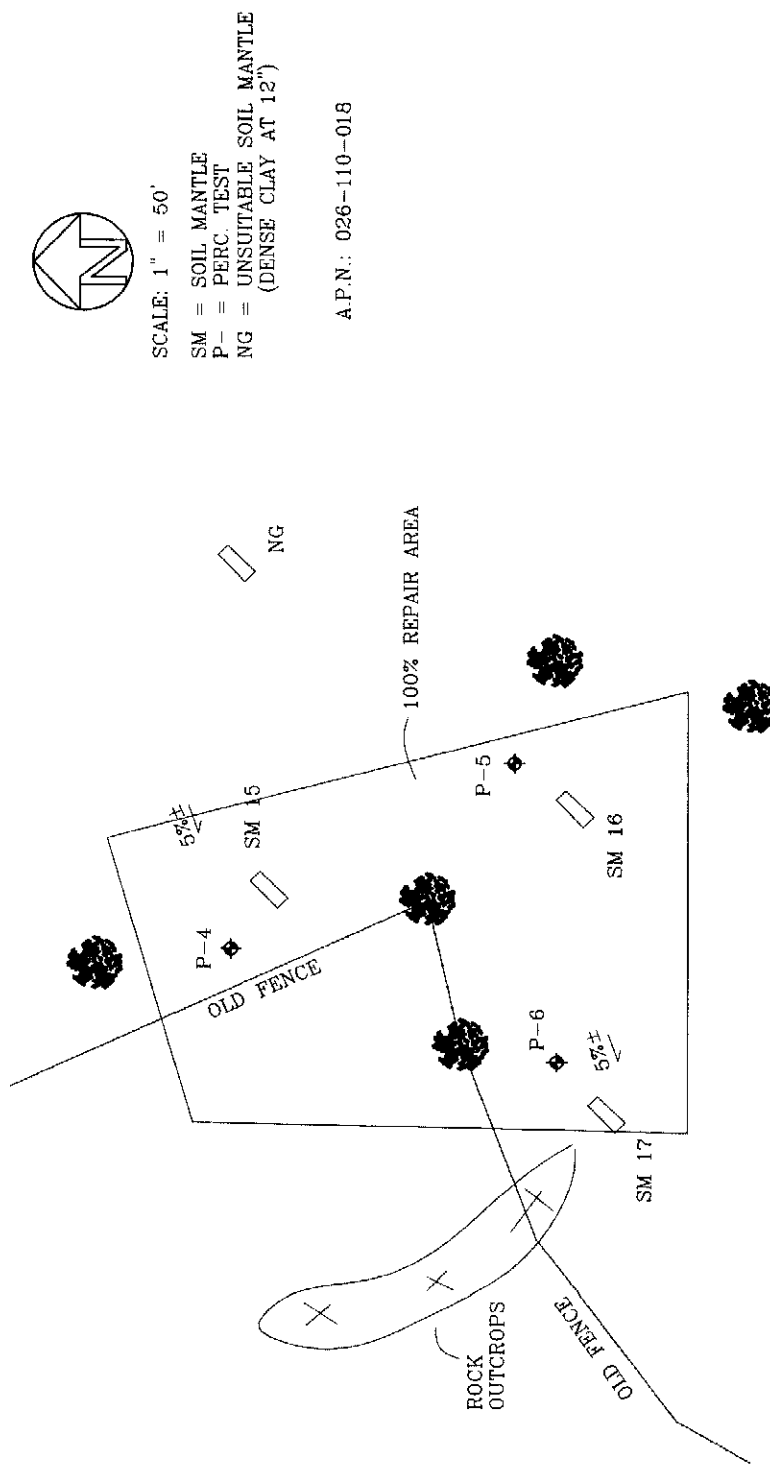 N
SCALE: 1" = 50'
SM = SOIL MANTLE
P- = PERC. TEST
NG = UNSUITABLE SOIL MANTLE
(DENSE CLAY AT 12")
A.P.N.: 026-110-018
NG
100% REPAIR AREA
5%±
SM 15
P-4
OLD FENCE
P-5
SM 16
P-6
5%±
SM 17
ROCK
OUTCROPS
OLD FENCE